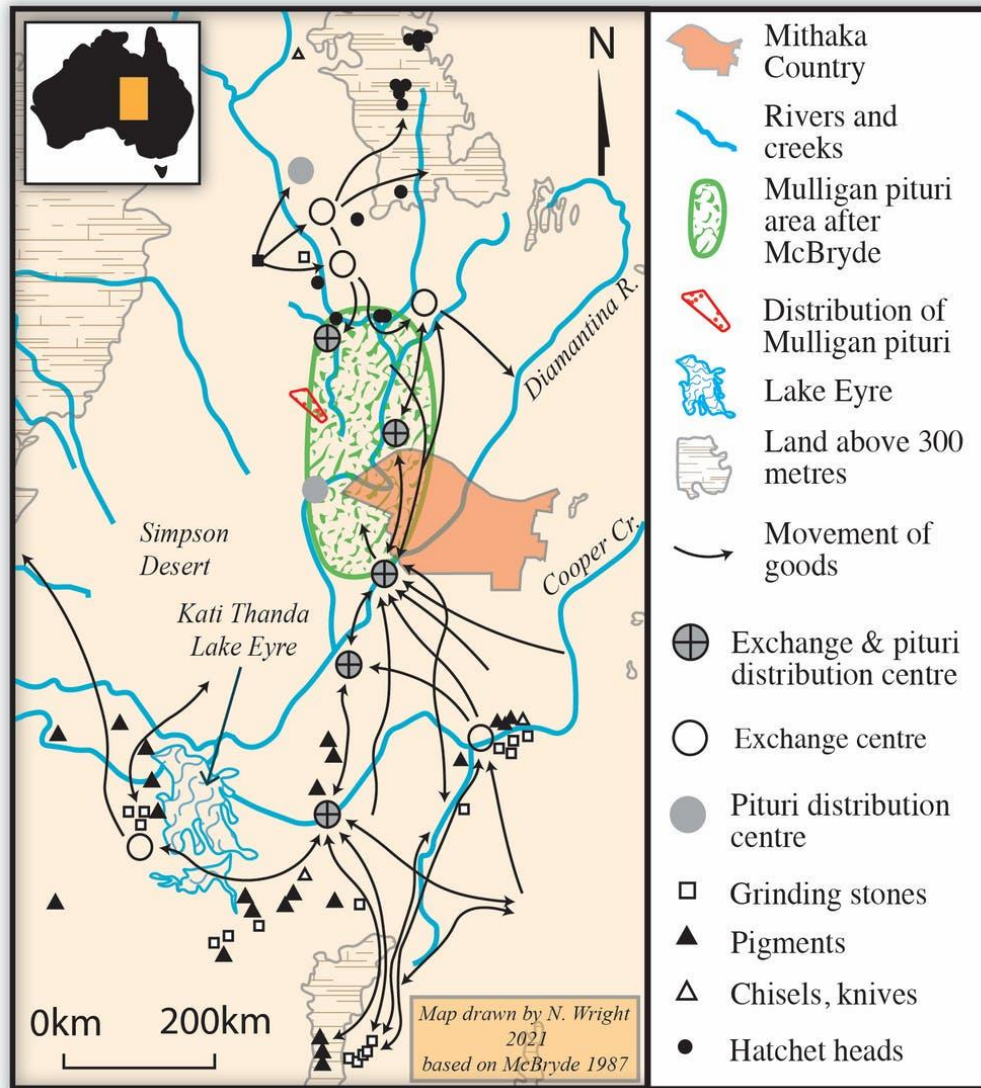 N
Diamantina R.
Cooper Cr.
Simpson
Desert
Kati Thanda
Lake Eyre
0km
200km
Map drawn by N. Wright
2021
based on McBryde 1987
Mithaka
Country
Rivers and
creeks
Mulligan pituri
area after
McBryde
Distribution of
Mulligan pituri
Lake Eyre
Land above 300
metres
Movement of
goods
Exchange & pituri
distribution centre
Exchange centre
Pituri distribution
centre
Grinding stones
Pigments
Chisels, knives
Hatchet heads